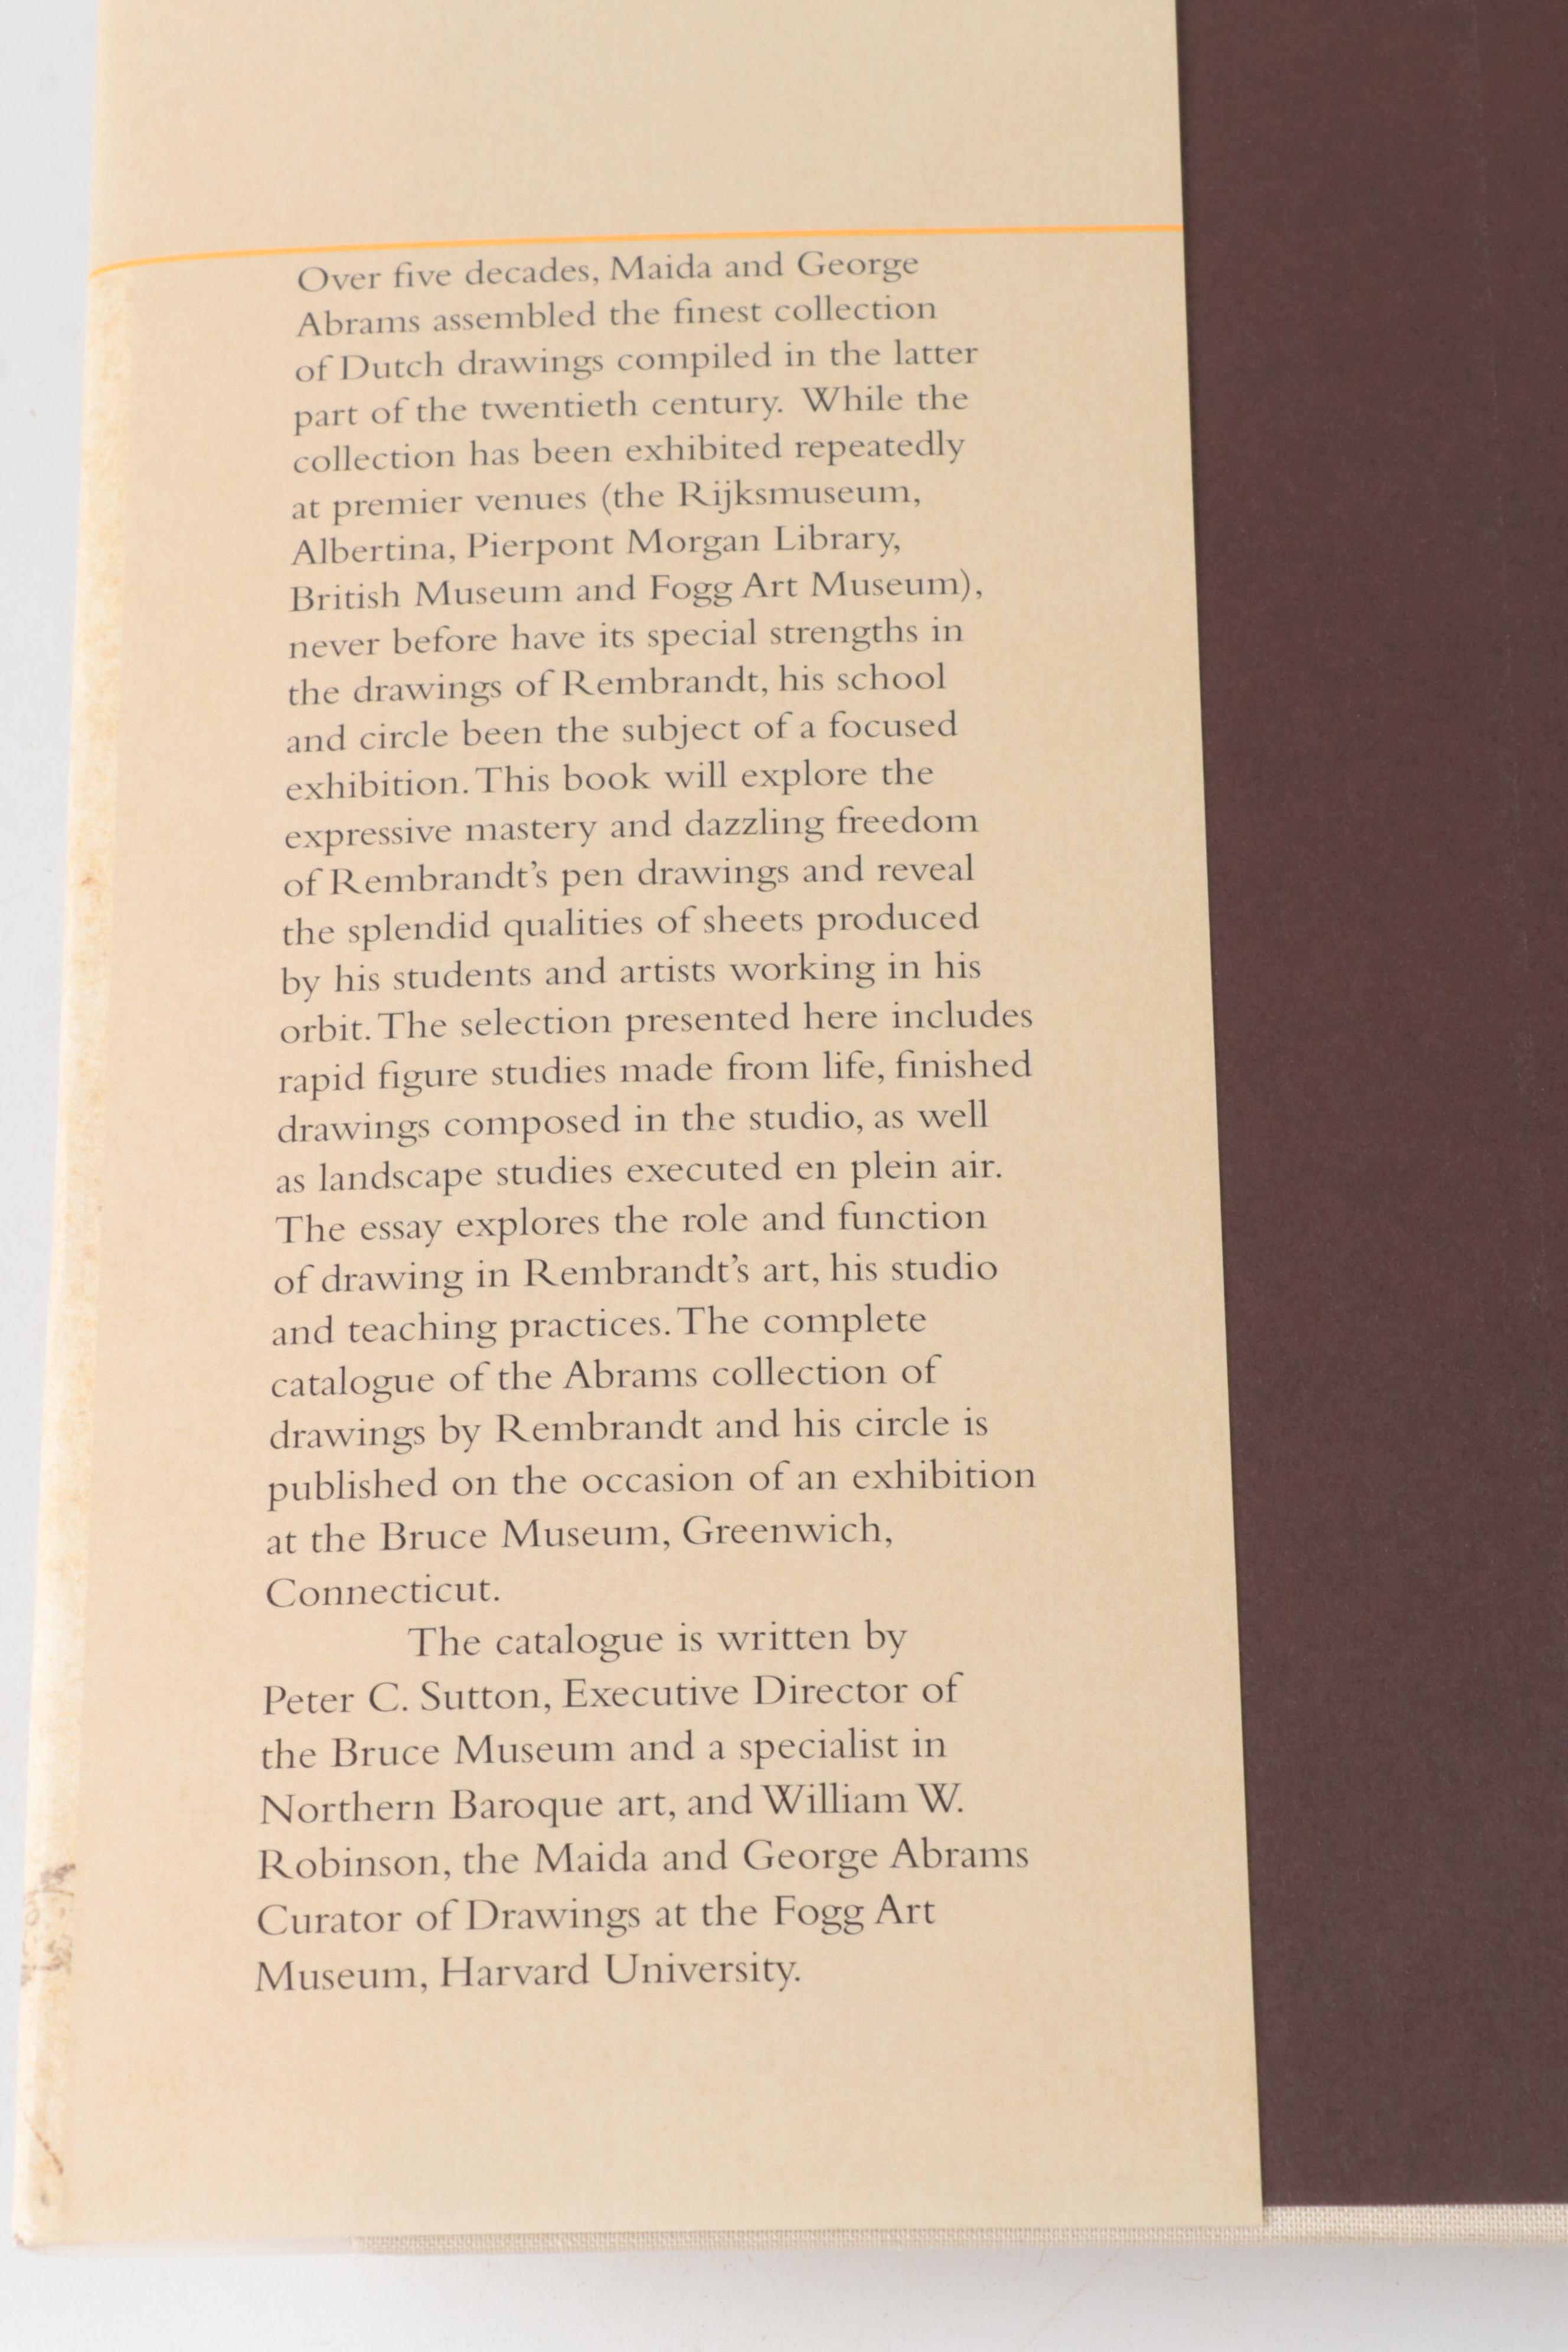 Over five decades, Maida and George
Abrams assembled the finest collection
of Dutch drawings compiled in the latter
part of the twentieth century. While the
collection has been exhibited repeatedly
at premier venues (the Rijksmuseum,
Albertina, Pierpont Morgan Library,
British Museum and Fogg Art Museum),
never before have its special strengths in
the drawings of Rembrandt, his school
and circle been the subject of a focused
exhibition. This book will explore the
expressive mastery and dazzling freedom
of Rembrandt’s pen drawings and reveal
the splendid qualities of sheets produced
by his students and artists working in his
orbit. The selection presented here includes
rapid figure studies made from life, finished
drawings composed in the studio, as well
as landscape studies executed en plein air.
The essay explores the role and function
of drawing in Rembrandt’s art, his studio
and teaching practices. The complete
catalogue of the Abrams collection of
drawings by Rembrandt and his circle is
published on the occasion of an exhibition
at the Bruce Museum, Greenwich,
Connecticut.
The catalogue is written by
Peter C. Sutton, Executive Director of
the Bruce Museum and a specialist in
Northern Baroque art, and William W.
Robinson, the Maida and George Abrams
Curator of Drawings at the Fogg Art
Museum, Harvard University.